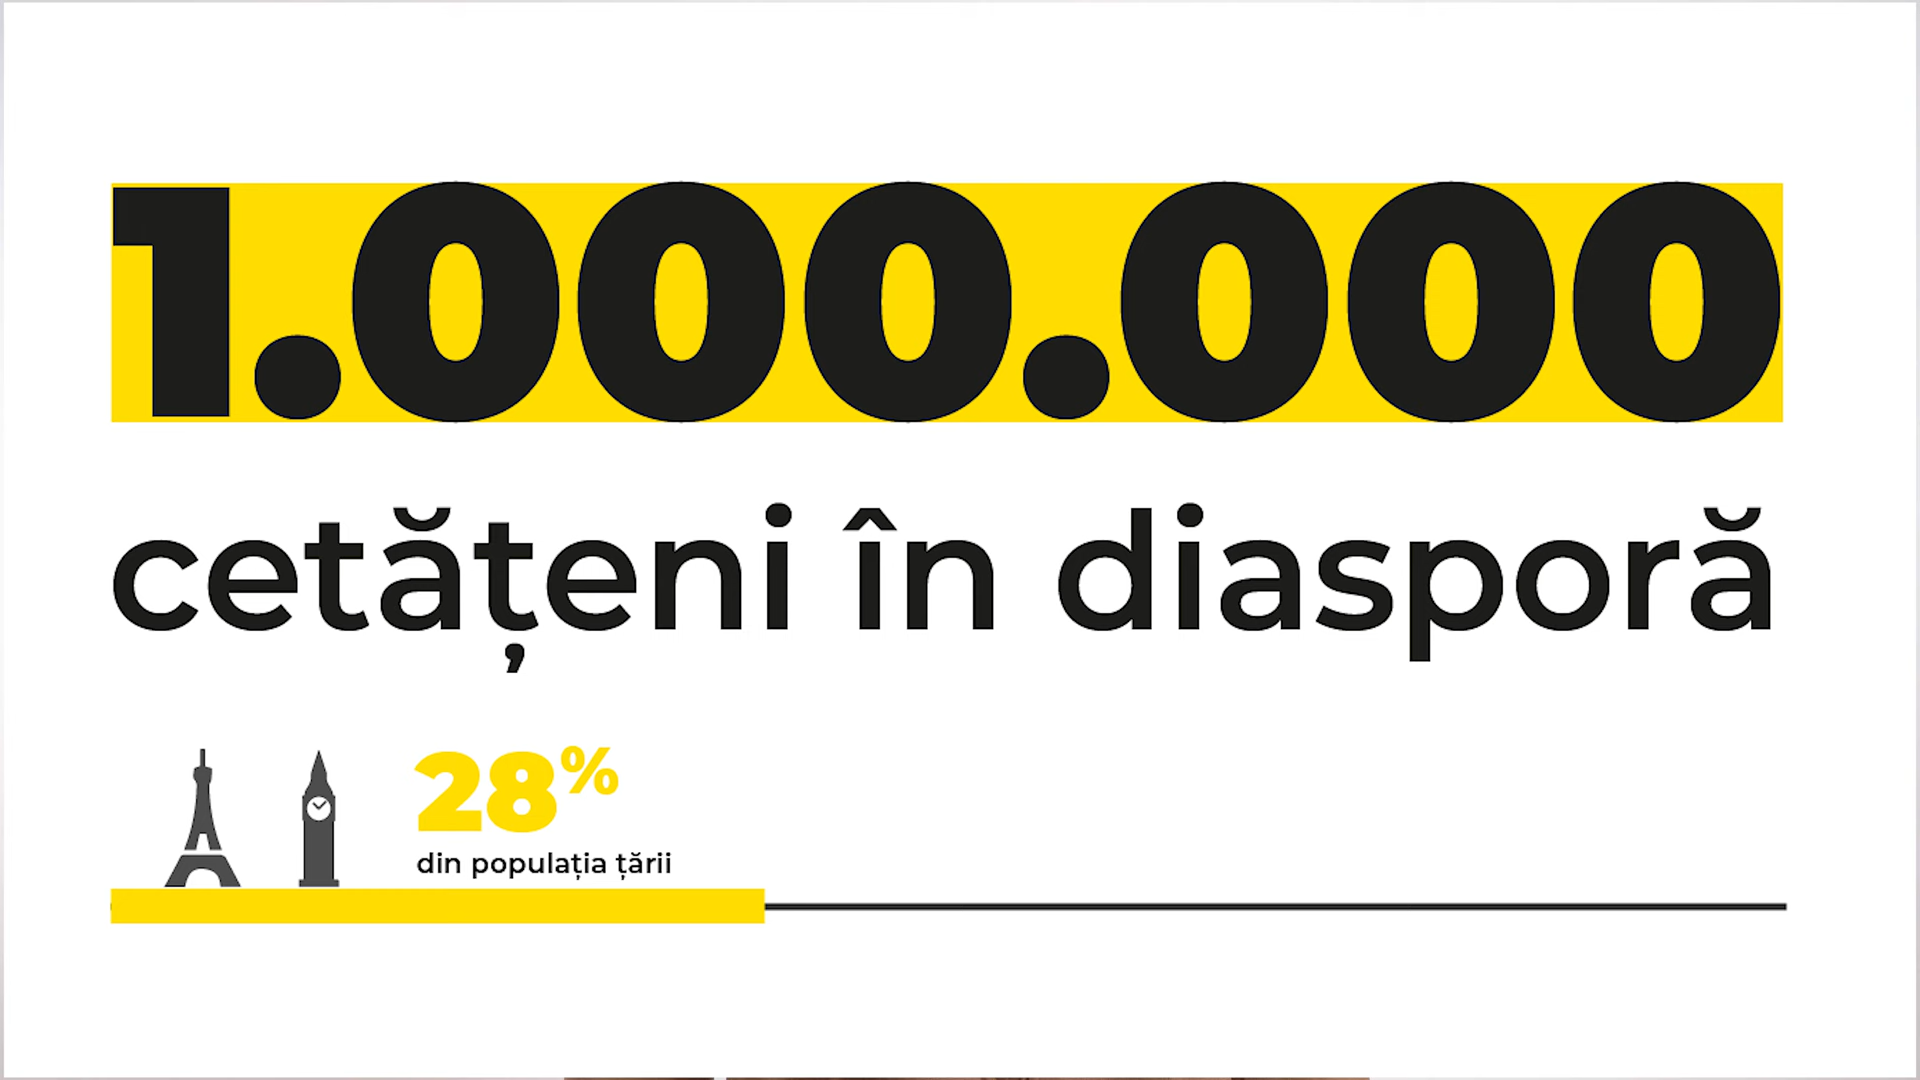 1.000.000
cetățeni în diasporă
28%
din populația țării